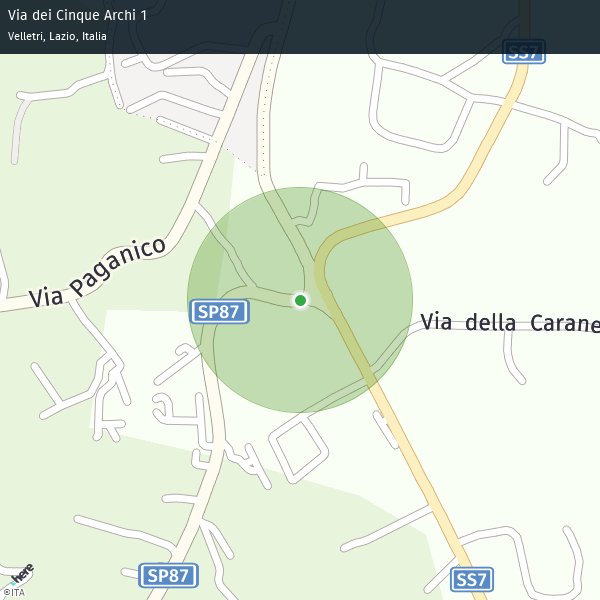 Via dei Cinque Archi 1
Velletri, Lazio, Italia
SS7
Via Paganico
SP87
Via della Carane
SP87
SS7
here
©ITA